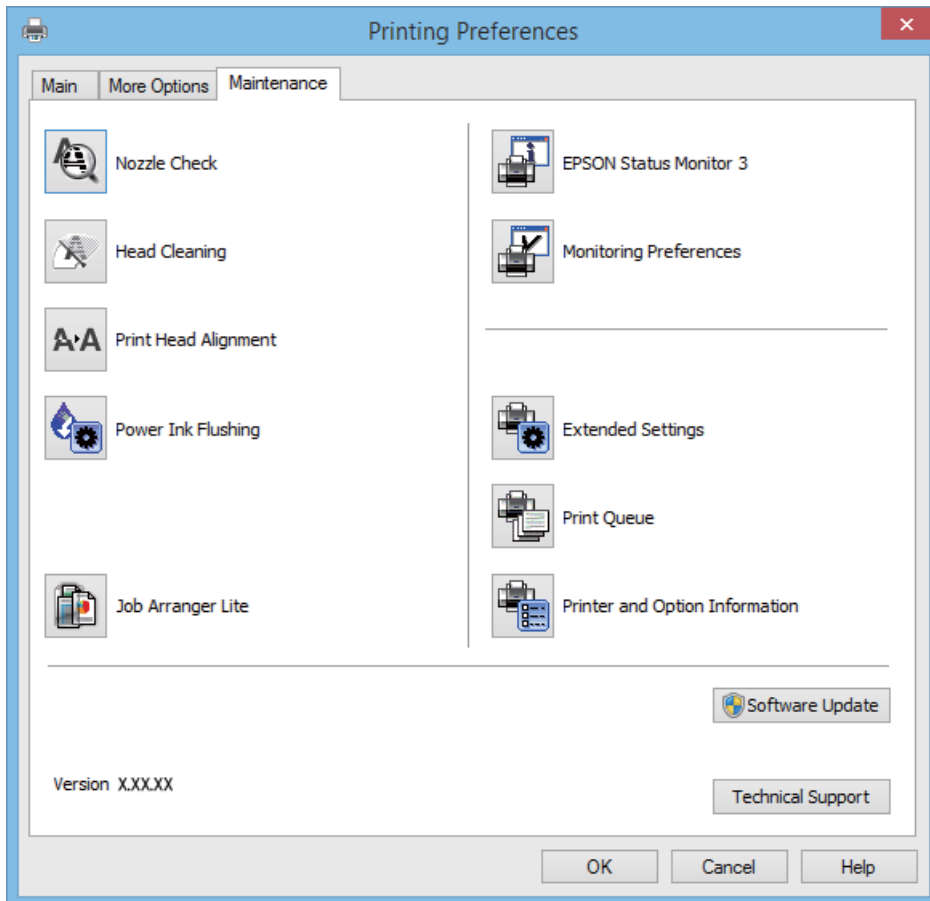 Printing Preferences
Main
More Options
Maintenance
Nozzle Check
Head Cleaning
Print Head Alignment
Power Ink Flushing
Job Arranger Lite
EPSON Status Monitor 3
Monitoring Preferences
Extended Settings
Print Queue
Printer and Option Information
Software Update
Version X.XX.XX
Technical Support
OK
Cancel
Help